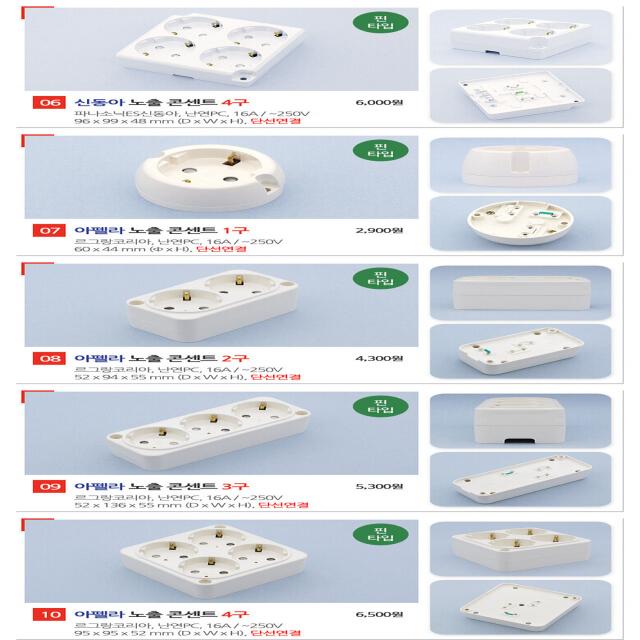 핀
타입
06 신동아 노출 콘센트 4구 6,000원
파나소닉ES신동아, 난연PC, 16A / ~250V
96 x 99 x 48 mm (D x W x H), 단선연결
핀
타입
07 아펠라 노출 콘센트 1구 2,900원
르그랑코리아, 난연PC, 16A / ~250V
60 x 44 mm (Φ x H), 단선연결
핀
타입
08 아펠라 노출 콘센트 2구 4,300원
르그랑코리아, 난연PC, 16A / ~250V
52 x 94 x 55 mm (D x W x H), 단선연결
핀
타입
09 아펠라 노출 콘센트 3구 5,300원
르그랑코리아, 난연PC, 16A / ~250V
52 x 136 x 55 mm (D x W x H), 단선연결
핀
타입
10 아펠라 노출 콘센트 4구 6,500원
르그랑코리아, 난연PC, 16A / ~250V
95 x 95 x 52 mm (D x W x H), 단선연결